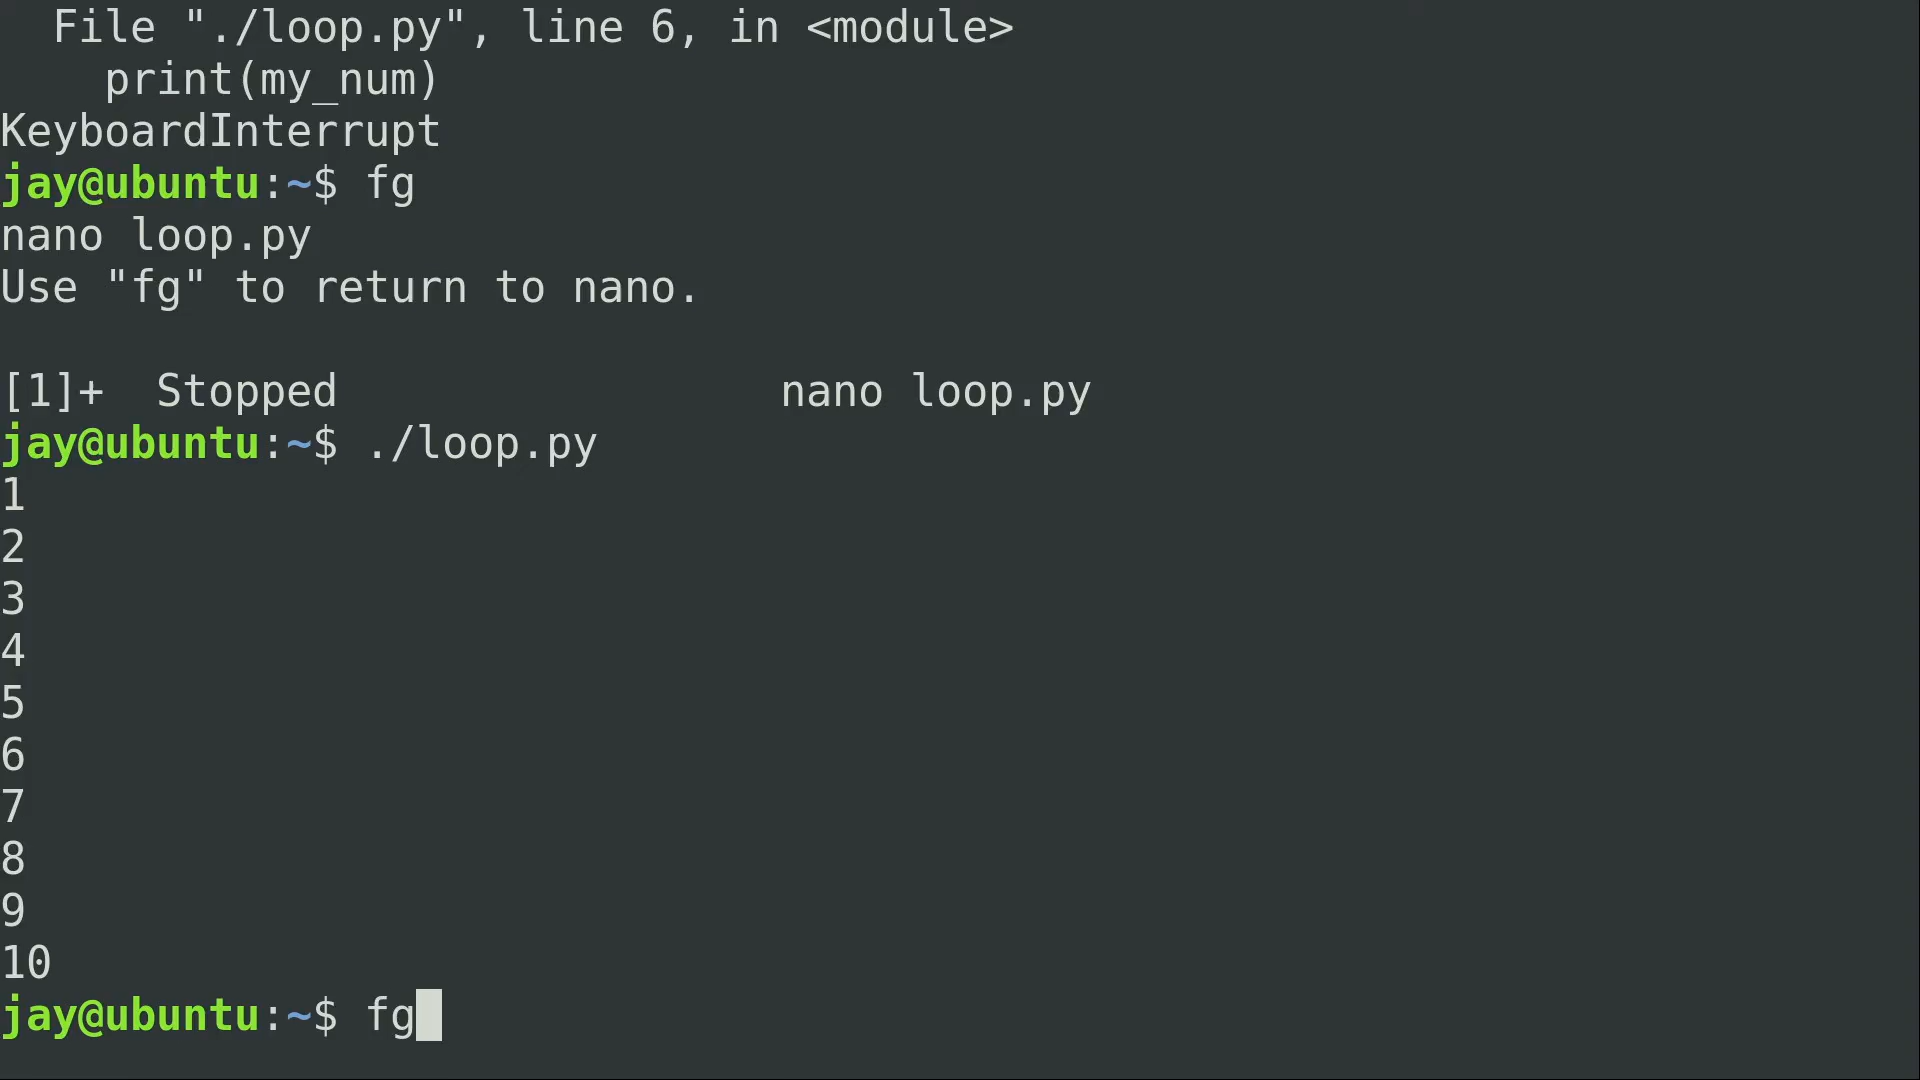 File "./loop.py", line 6, in <module>
print(my_num)
KeyboardInterrupt
jay@ubuntu:~$ fg
nano loop.py
Use "fg" to return to nano.
[1]+  Stopped                 nano loop.py
jay@ubuntu:~$ ./loop.py
1
2
3
4
5
6
7
8
9
10
jay@ubuntu:~$ fg